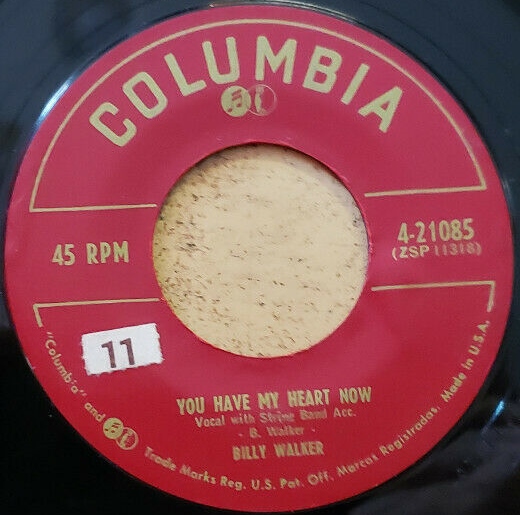 COLUMBIA
45 RPM
4-21085
(ZSP 11318)
11
YOU HAVE MY HEART NOW
Vocal with String Band Acc.
- B. Walker -
BILLY WALKER
"Columbia" and Trade Marks Reg. U.S. Pat. Off. Marcas Registradas. Made in U.S.A.